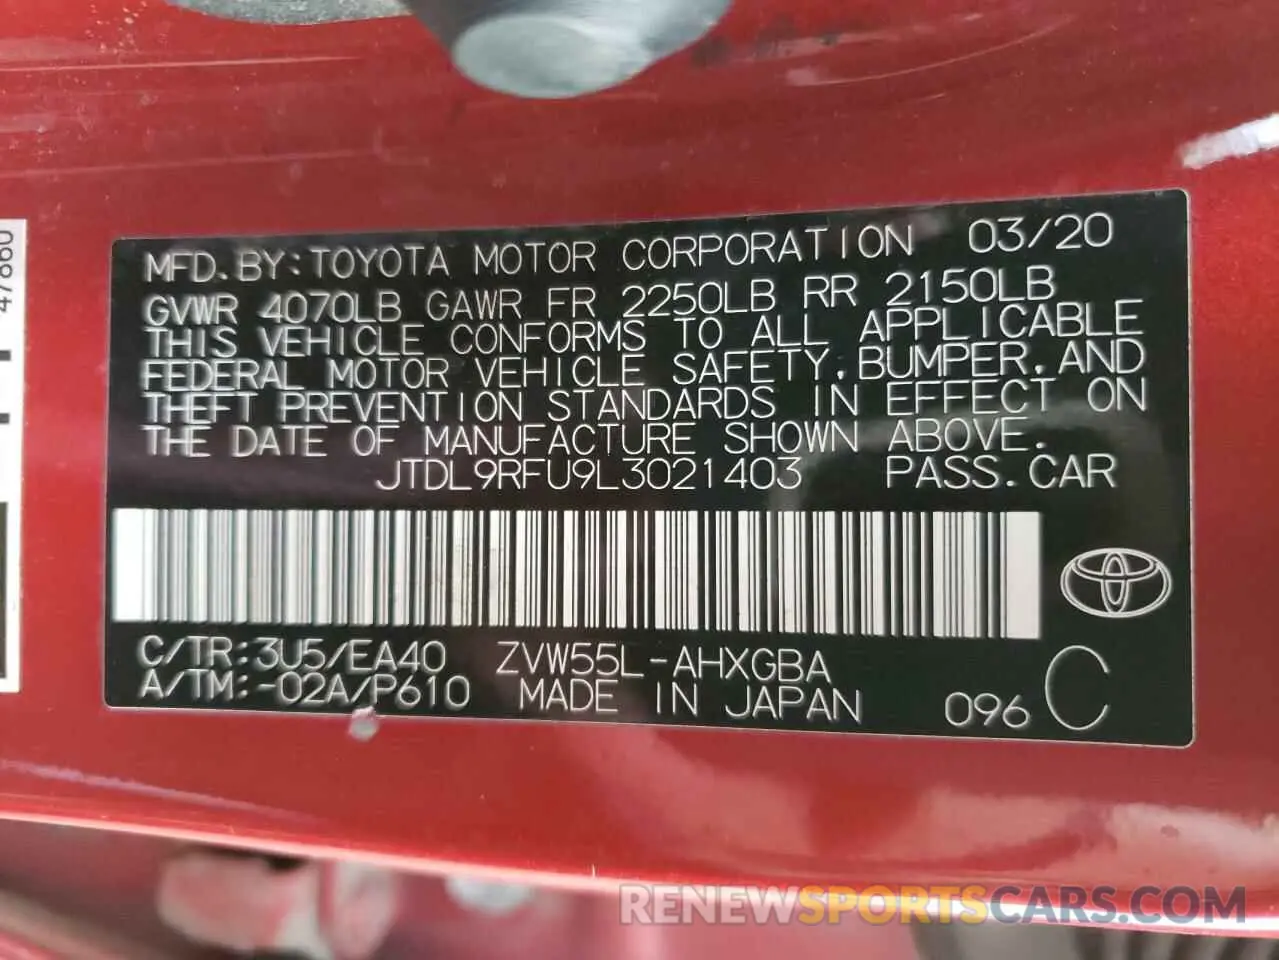 MFD.BY:TOYOTA MOTOR CORPORATION 03/20
GVWR 4070LB GAWR FR 2250LB RR 2150LB
THIS VEHICLE CONFORMS TO ALL APPLICABLE
FEDERAL MOTOR VEHICLE SAFETY,BUMPER,AND
THEFT PREVENTION STANDARDS IN EFFECT ON
THE DATE OF MANUFACTURE SHOWN ABOVE.
JTDL9RFU9L3021403 PASS.CAR
C/TR:3U5/EA40 ZVW55L-AHXGBA
A/TM:-02A/P610 MADE IN JAPAN 096 C
47660
RENEWSPORTSCARS.COM